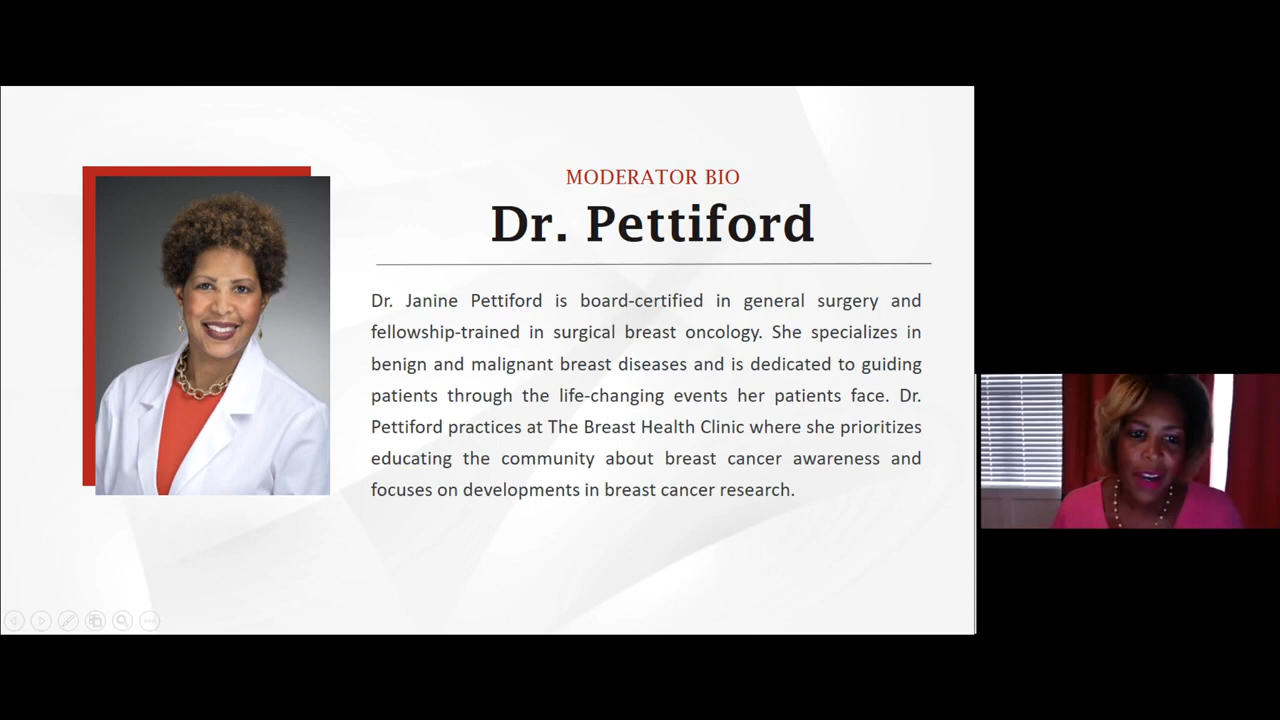 MODERATOR BIO
Dr. Pettiford
Dr. Janine Pettiford is board-certified in general surgery and
fellowship-trained in surgical breast oncology. She specializes in
benign and malignant breast diseases and is dedicated to guiding
patients through the life-changing events her patients face. Dr.
Pettiford practices at The Breast Health Clinic where she prioritizes
educating the community about breast cancer awareness and
focuses on developments in breast cancer research.